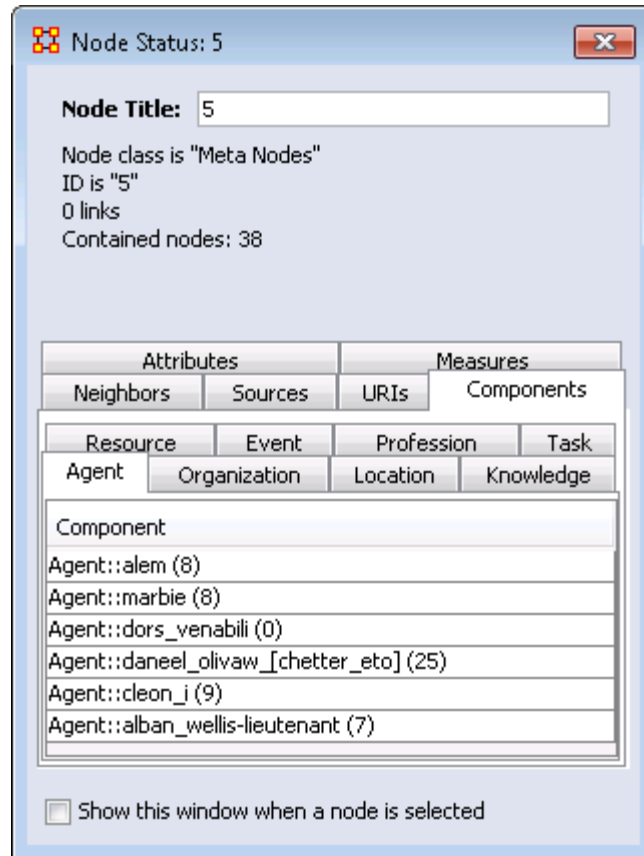 Node Status: 5
Node Title: 5
Node class is "Meta Nodes"
ID is "5"
0 links
Contained nodes: 38
Attributes Measures
Neighbors Sources URIs Components
Resource Event Profession Task
Agent Organization Location Knowledge
Component
Agent::alem (8)
Agent::marbie (8)
Agent::dors_venabili (0)
Agent::daneel_olivaw_[chetter_eto] (25)
Agent::cleon_i (9)
Agent::alban_wellis-lieutenant (7)
Show this window when a node is selected